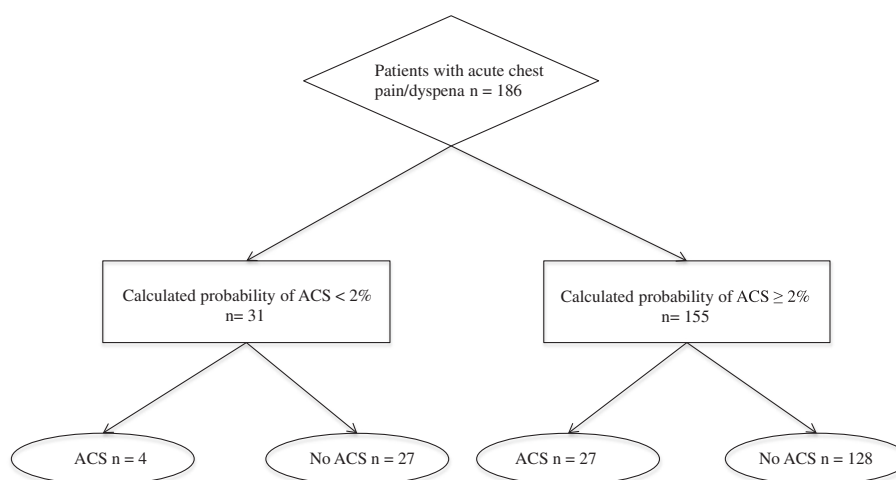 Patients with acute chest
pain/dyspena n = 186
Calculated probability of ACS < 2%
n= 31
Calculated probability of ACS ≥ 2%
n= 155
ACS n = 4
No ACS n = 27
ACS n = 27
No ACS n = 128